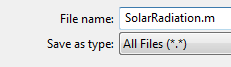 File name: SolarRadiation.m
Save as type: All Files (*.*)